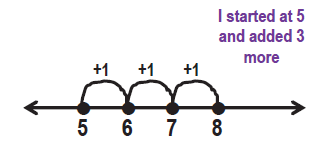 I started at 5
and added 3
more
+1 +1 +1
5 6 7 8